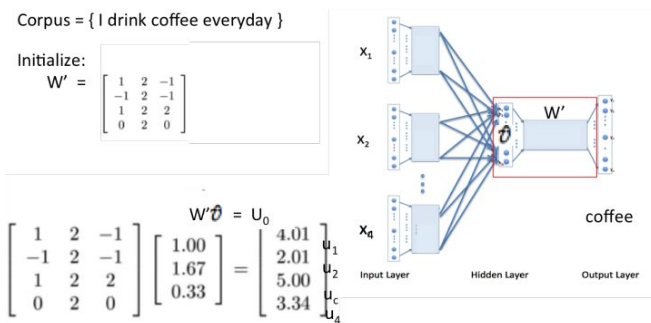 Corpus = { I drink coffee everyday }
Initialize:
W' =
1 2 −1
−1 2 −1
1 2 2
0 2 0
W'v̂ = U₀
1 2 −1
−1 2 −1
1 2 2
0 2 0
1.00
1.67
0.33
=
4.01
2.01
5.00
3.34
u₁
u₂
u_c
u₄
X₁
X₂
X₄
W'
v̂
coffee
Input Layer
Hidden Layer
Output Layer